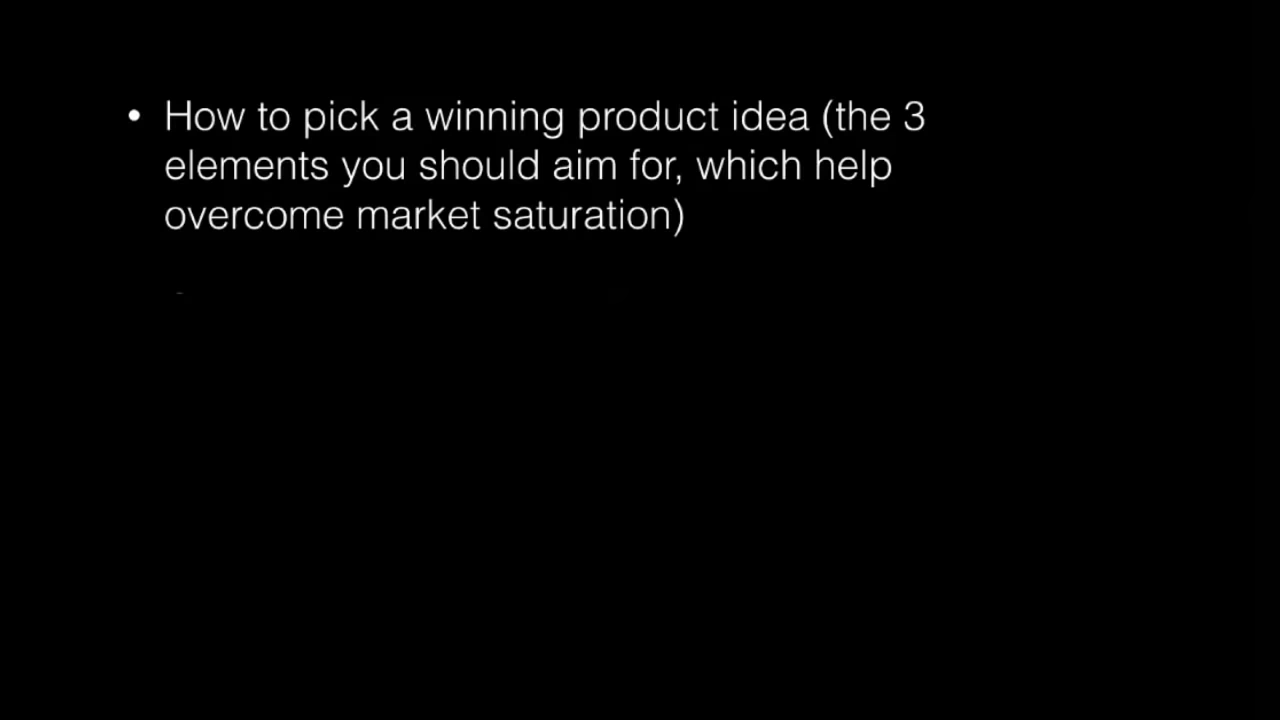 • How to pick a winning product idea (the 3
elements you should aim for, which help
overcome market saturation)